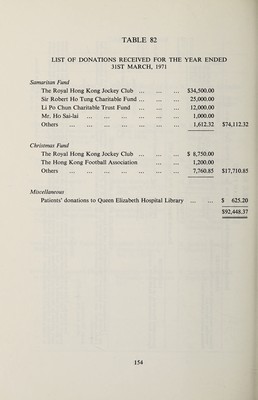 TABLE 82
LIST OF DONATIONS RECEIVED FOR THE YEAR ENDED
31ST MARCH, 1971
Samaritan Fund
The Royal Hong Kong Jockey Club ... ... ... $34,500.00
Sir Robert Ho Tung Charitable Fund ... ... ... 25,000.00
Li Po Chun Charitable Trust Fund ... ... ... 12,000.00
Mr. Ho Sai-lai ... ... ... ... ... ... 1,000.00
Others ... ... ... ... ... ... ... 1,612.32 $74,112.32
Christmas Fund
The Royal Hong Kong Jockey Club ... ... ... $ 8,750.00
The Hong Kong Football Association ... ... 1,200.00
Others ... ... ... ... ... ... ... 7,760.85 $17,710.85
Miscellaneous
Patients' donations to Queen Elizabeth Hospital Library ... ... $ 625.20
$92,448.37
154